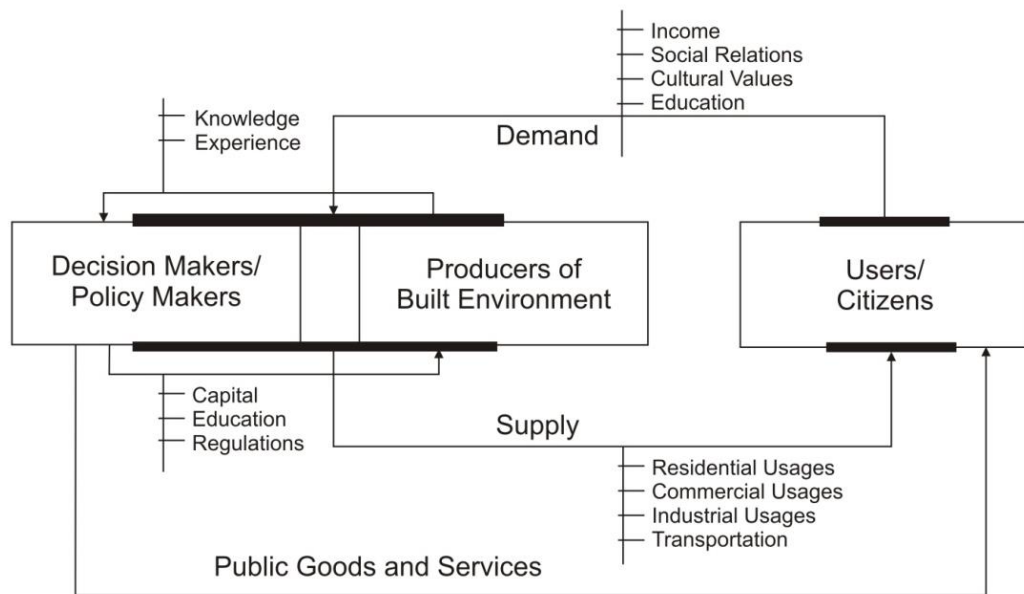 Income
Social Relations
Cultural Values
Education
Knowledge
Experience
Demand
Decision Makers/
Policy Makers
Producers of
Built Environment
Users/
Citizens
Capital
Education
Regulations
Supply
Residential Usages
Commercial Usages
Industrial Usages
Transportation
Public Goods and Services